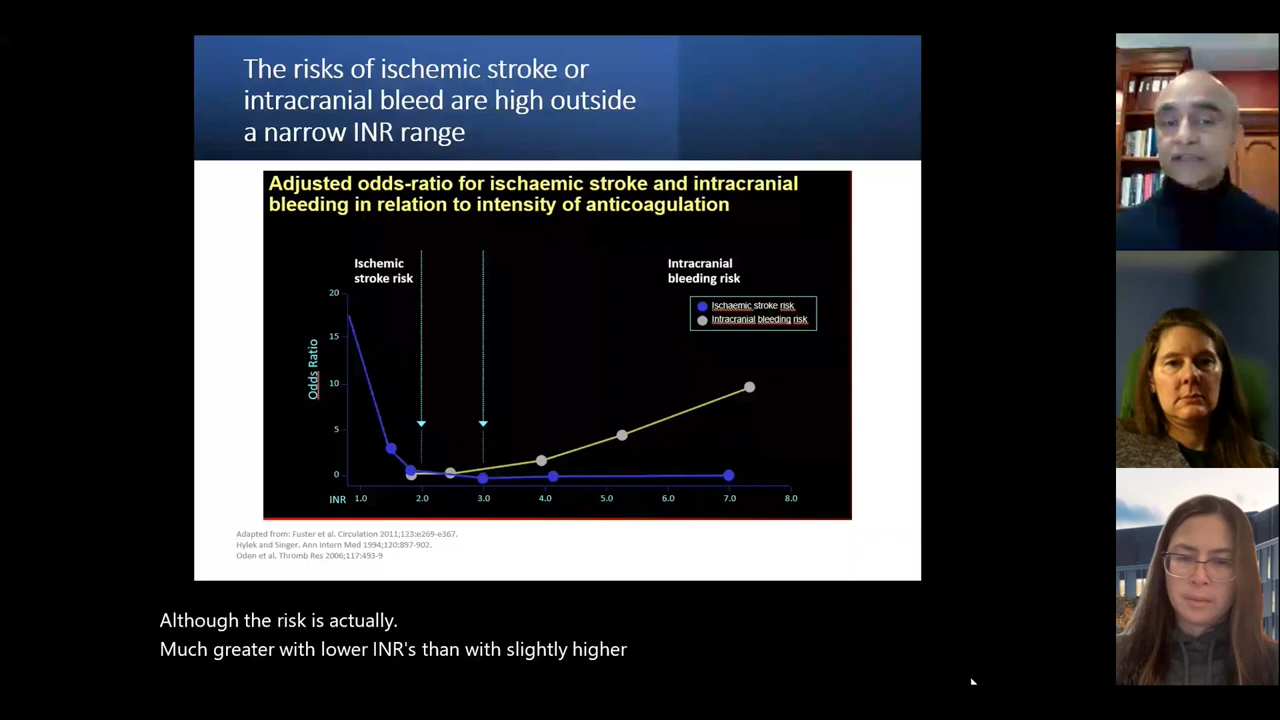 The risks of ischemic stroke or
intracranial bleed are high outside
a narrow INR range
Adjusted odds-ratio for ischaemic stroke and intracranial
bleeding in relation to intensity of anticoagulation
Ischemic
stroke risk
Intracranial
bleeding risk
Ischaemic stroke risk
Intracranial bleeding risk
Odds Ratio
20
15
10
5
0
INR 1.0 2.0 3.0 4.0 5.0 6.0 7.0 8.0
Adapted from: Fuster et al. Circulation 2011;123:e269-e367.
Hylek and Singer. Ann Intern Med 1994;120:897-902.
Oden et al. Thromb Res 2006;117:493-9
Although the risk is actually.
Much greater with lower INR's than with slightly higher